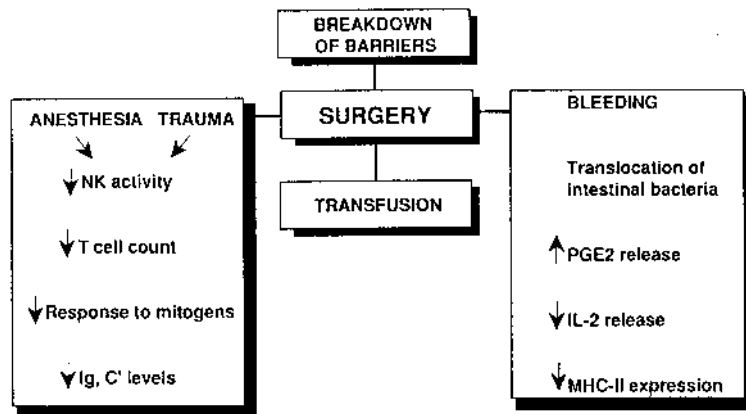 BREAKDOWN
OF BARRIERS
ANESTHESIA TRAUMA
↓ NK activity
↓ T cell count
↓ Response to mitogens
↓ Ig, C' levels
SURGERY
TRANSFUSION
BLEEDING
Translocation of
intestinal bacteria
↑ PGE2 release
↓ IL-2 release
↓ MHC-II expression